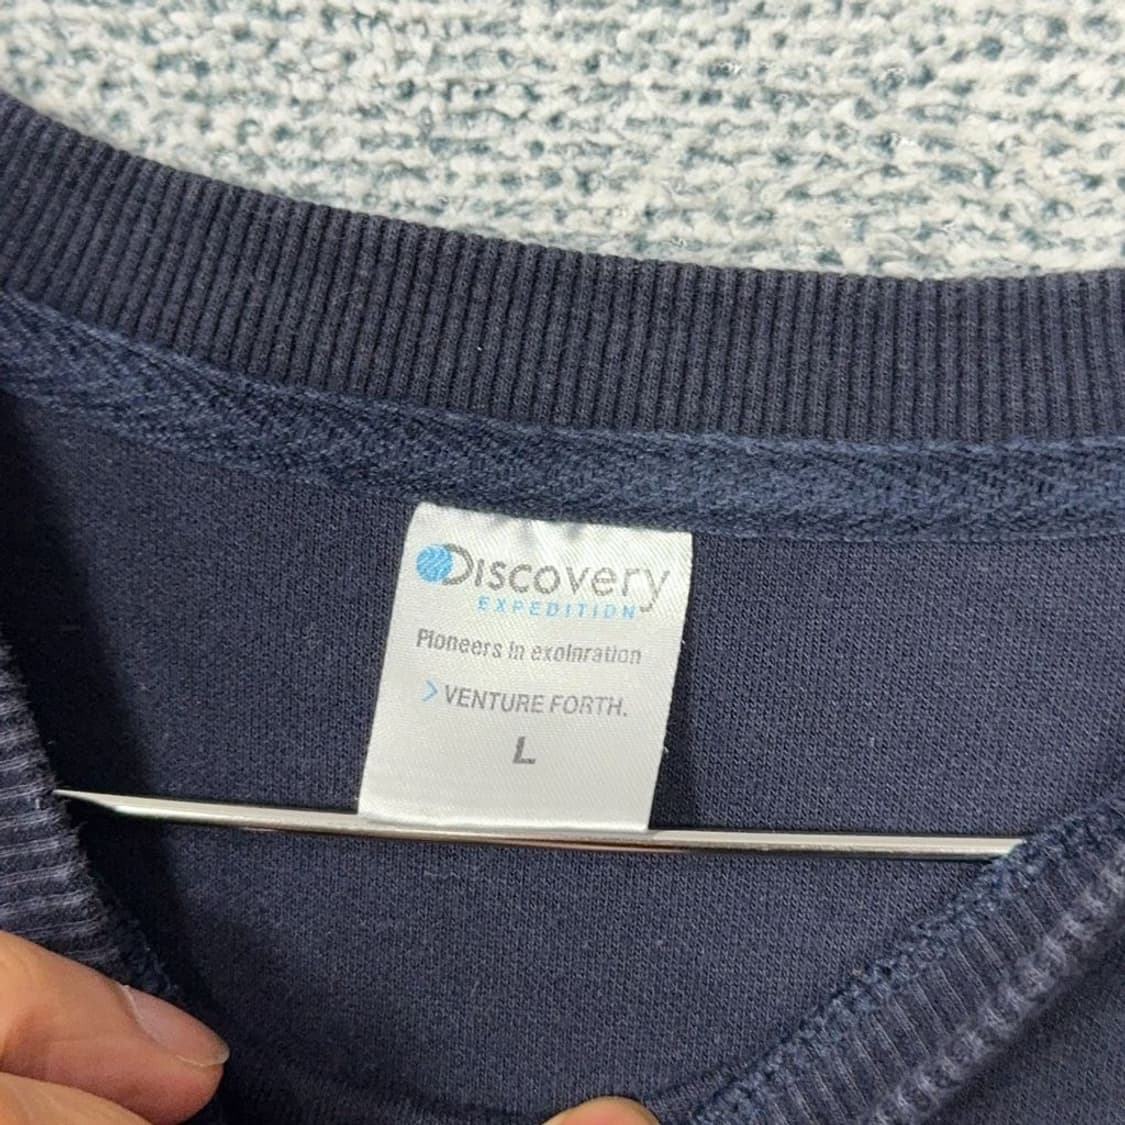 Discovery
EXPEDITION
Pioneers in exolnration
> VENTURE FORTH.
L